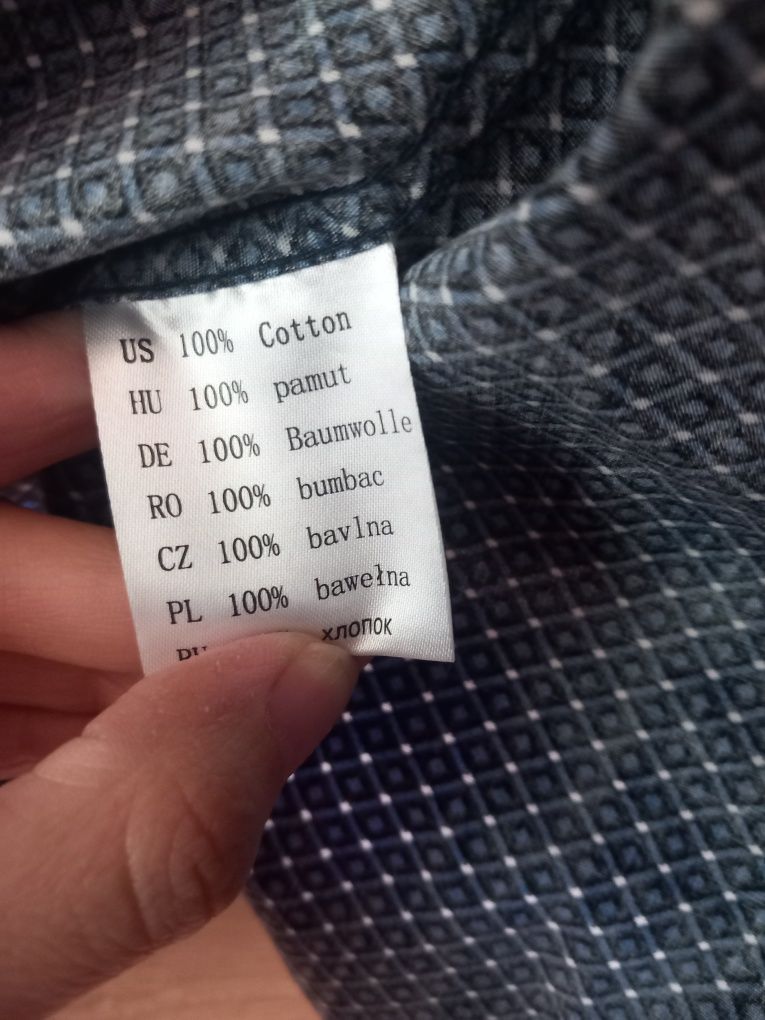 US 100% Cotton
HU 100% pamut
DE 100% Baumwolle
RO 100% bumbac
CZ 100% bavlna
PL 100% bawełna
хлопок